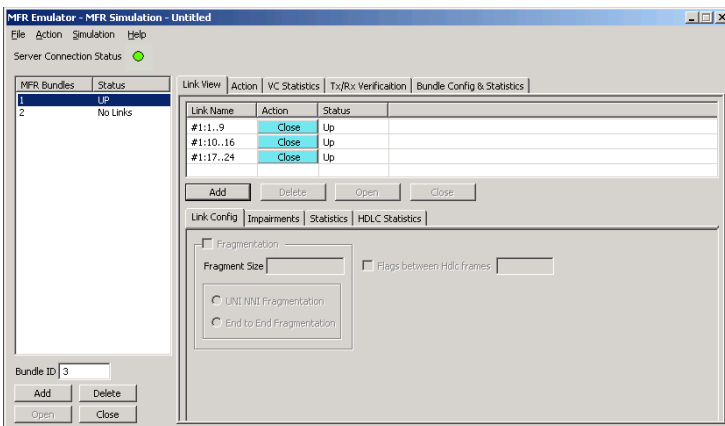 MFR Emulator - MFR Simulation - Untitled
File Action Simulation Help
Server Connection Status
MFR Bundles Status
1 UP
2 No Links
Bundle ID 3
Add Delete
Open Close
Link View Action VC Statistics Tx/Rx Verificaition Bundle Config & Statistics
Link Name Action Status
#1:1..9 Close Up
#1:10..16 Close Up
#1:17..24 Close Up
Add Delete Open Close
Link Config Impairments Statistics HDLC Statistics
Fragmentation
Fragment Size
Flags between Hdlc frames
UNI NNI Fragmentation
End to End Fragmentation